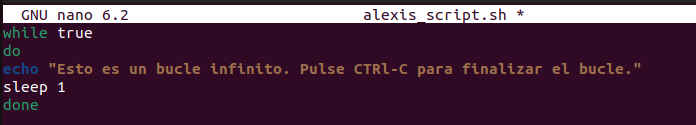 GNU nano 6.2 alexis_script.sh *
while true
do
echo "Esto es un bucle infinito. Pulse CTRl-C para finalizar el bucle."
sleep 1
done